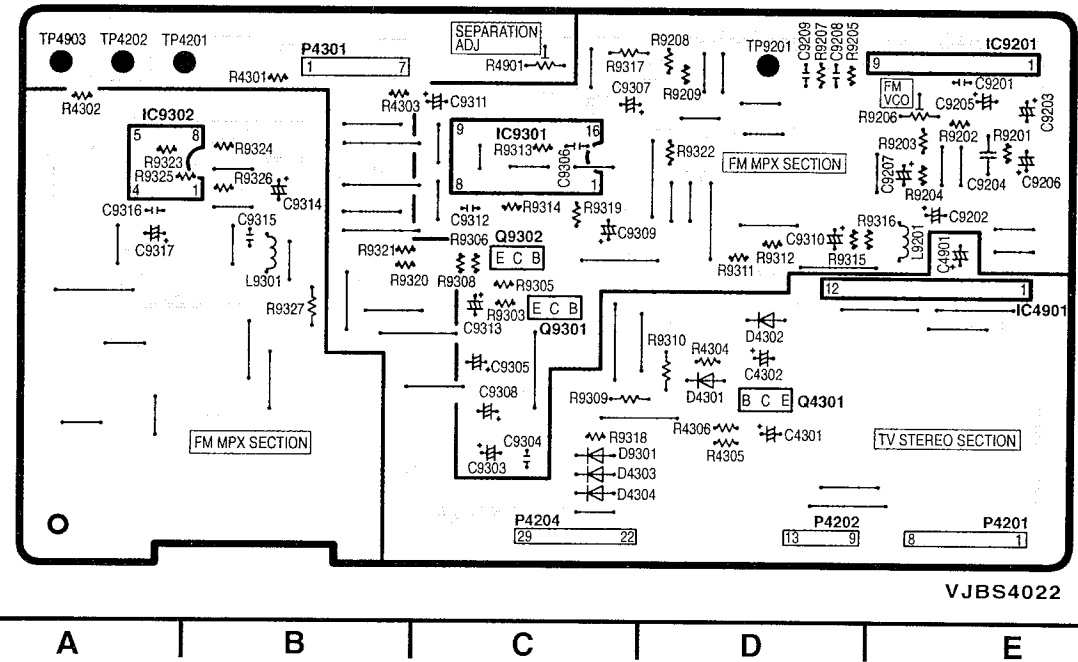 TP4903 TP4202 TP4201
P4301
1 7
SEPARATION
ADJ
R4901
R9317
R9208
R9209
TP9201
C9209
R9207
C9208
R9205
IC9201
9 1
R4301
R4302
R4303
C9311
C9307
FM
VCO
C9201
C9205
R9206
C9203
IC9302
5 8
4 1
R9323
R9325
R9324
R9326
C9314
IC9301
9 16
8 1
R9313
C9306
R9322
FM MPX SECTION
R9203
R9202
R9201
C9207
R9204
C9204
C9206
C9316
C9317
C9315
L9301
R9327
C9312
R9314
R9319
C9309
R9321
R9320
R9306
R9308
Q9302
E C B
R9305
R9303
C9313
E C B
Q9301
R9311
R9312
C9310
R9316
R9315
L9201
C9202
C4901
12 1
IC4901
D4302
R9310
R4304
C4302
D4301
B C E
Q4301
C9305
C9308
R9309
R4306
R4305
C4301
FM MPX SECTION
C9303
C9304
R9318
D9301
D4303
D4304
TV STEREO SECTION
P4204
29 22
P4202
13 9
P4201
8 1
VJBS4022
A B C D E